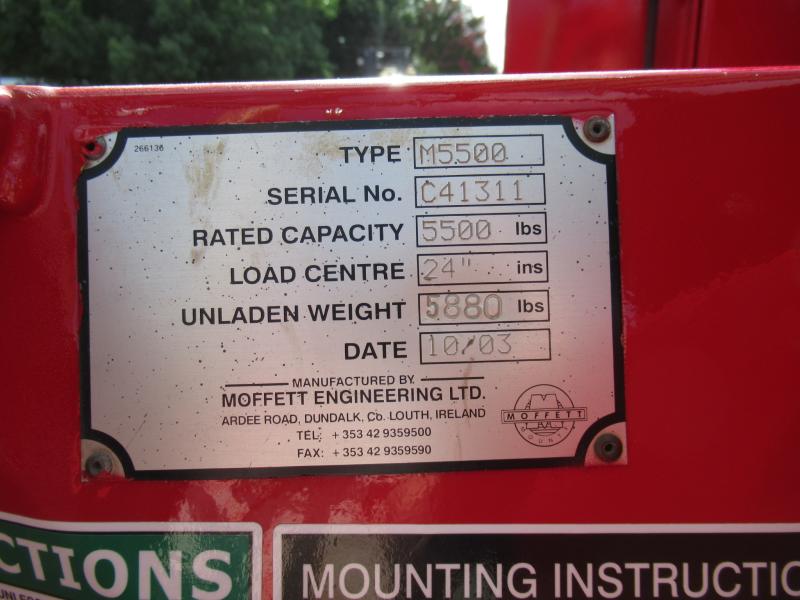 266136
TYPE M5500
SERIAL No. C41311
RATED CAPACITY 5500 lbs
LOAD CENTRE 24" ins
UNLADEN WEIGHT 5880 lbs
DATE 10/03
MANUFACTURED BY
MOFFETT ENGINEERING LTD.
ARDEE ROAD, DUNDALK, Co. LOUTH, IRELAND
TEL: + 353 42 9359500
FAX: + 353 42 9359590
MOFFETT
MOUNTY
CTIONS
MOUNTING INSTRUCTIO